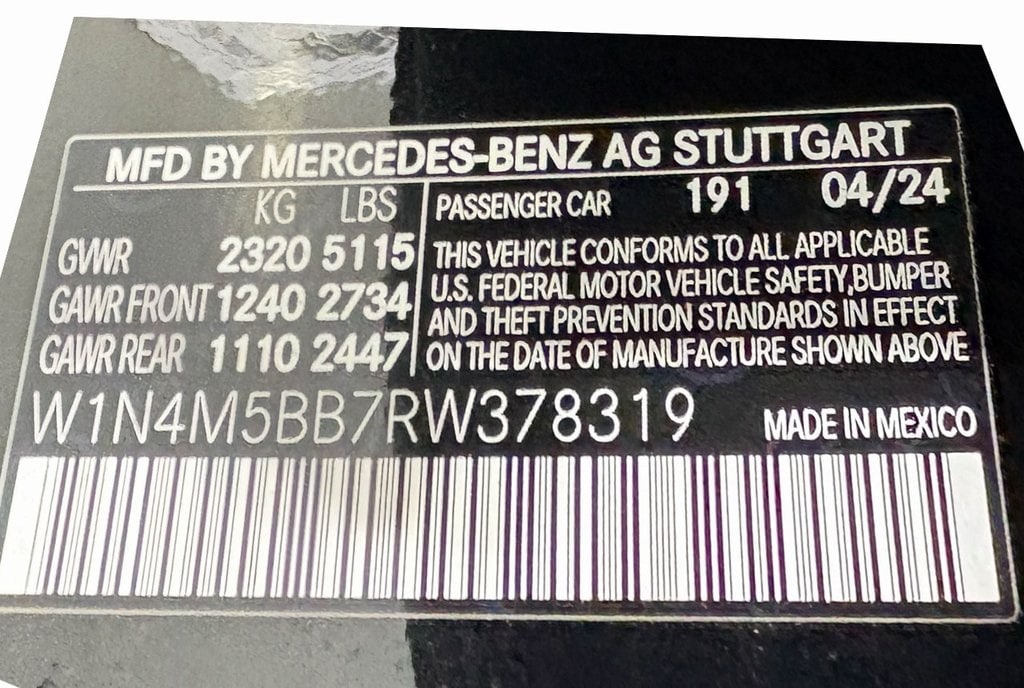 MFD BY MERCEDES-BENZ AG STUTTGART
KG LBS
GVWR 2320 5115
GAWR FRONT 1240 2734
GAWR REAR 1110 2447
PASSENGER CAR 191 04/24
THIS VEHICLE CONFORMS TO ALL APPLICABLE
U.S. FEDERAL MOTOR VEHICLE SAFETY,BUMPER
AND THEFT PREVENTION STANDARDS IN EFFECT
ON THE DATE OF MANUFACTURE SHOWN ABOVE
W1N4M5BB7RW378319
MADE IN MEXICO